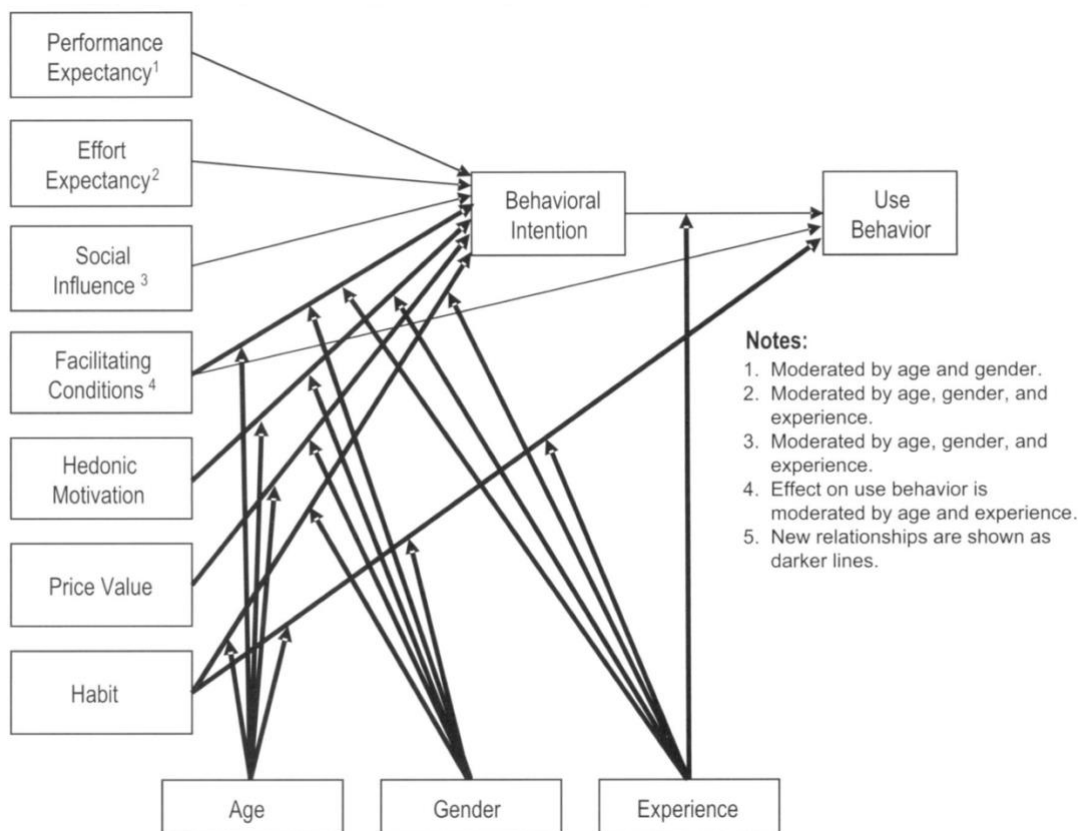 Performance
Expectancy1
Effort
Expectancy2
Social
Influence 3
Facilitating
Conditions 4
Hedonic
Motivation
Price Value
Habit
Behavioral
Intention
Use
Behavior
Notes:
1. Moderated by age and gender.
2. Moderated by age, gender, and
experience.
3. Moderated by age, gender, and
experience.
4. Effect on use behavior is
moderated by age and experience.
5. New relationships are shown as
darker lines.
Age
Gender
Experience